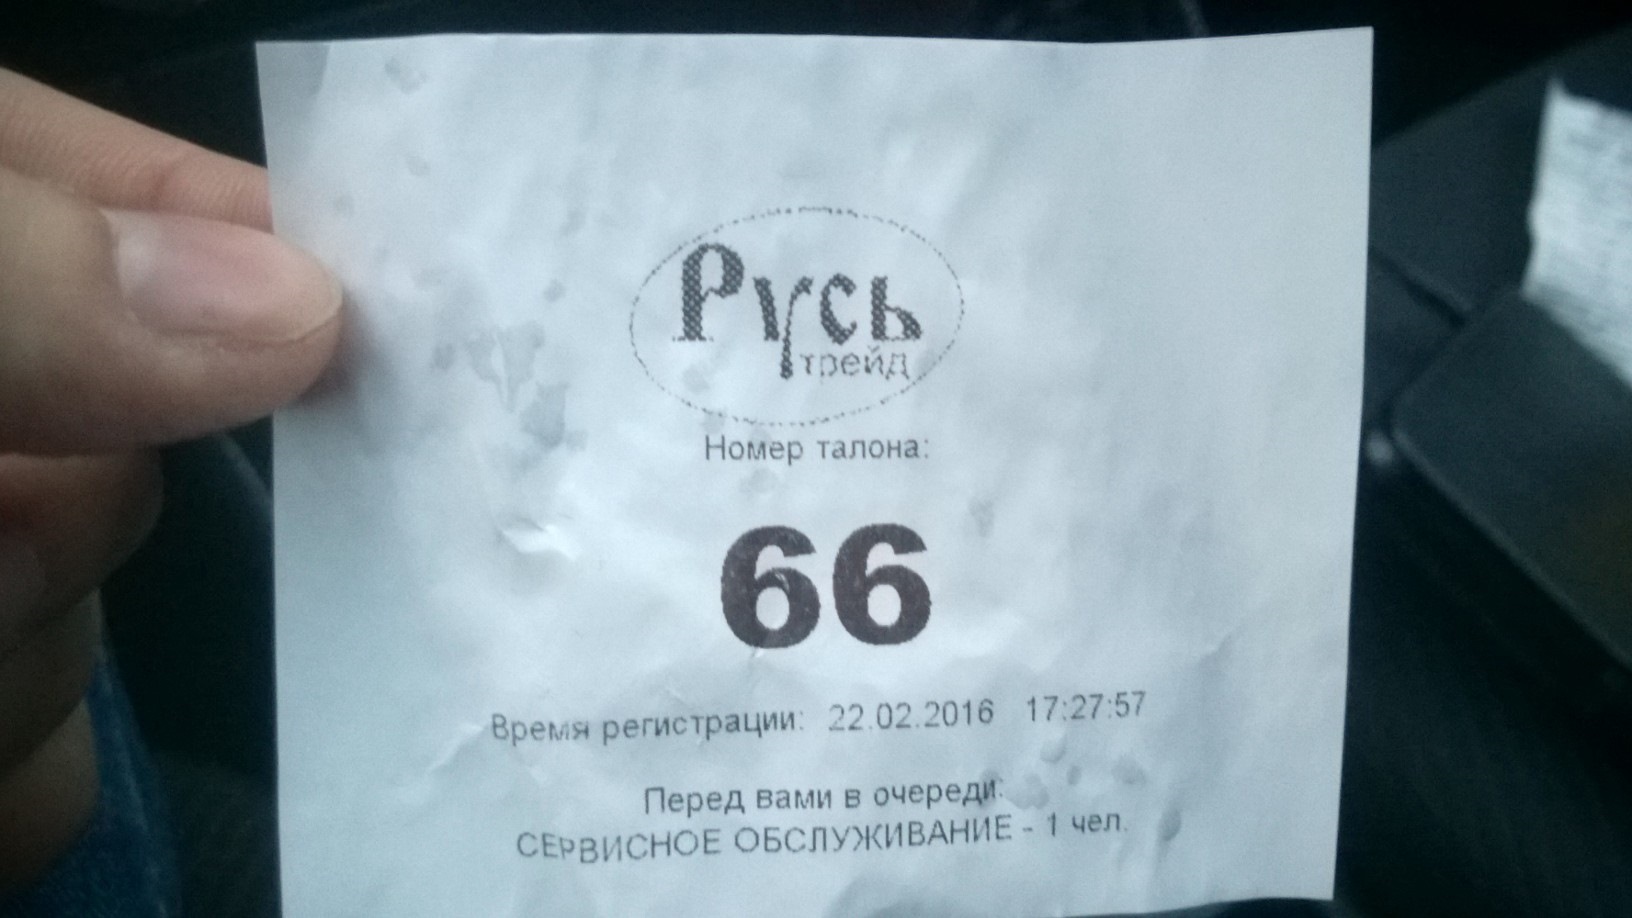 Русь
трейд
Номер талона:
66
Время регистрации: 22.02.2016 17:27:57
Перед вами в очереди:
СЕРВИСНОЕ ОБСЛУЖИВАНИЕ - 1 чел.